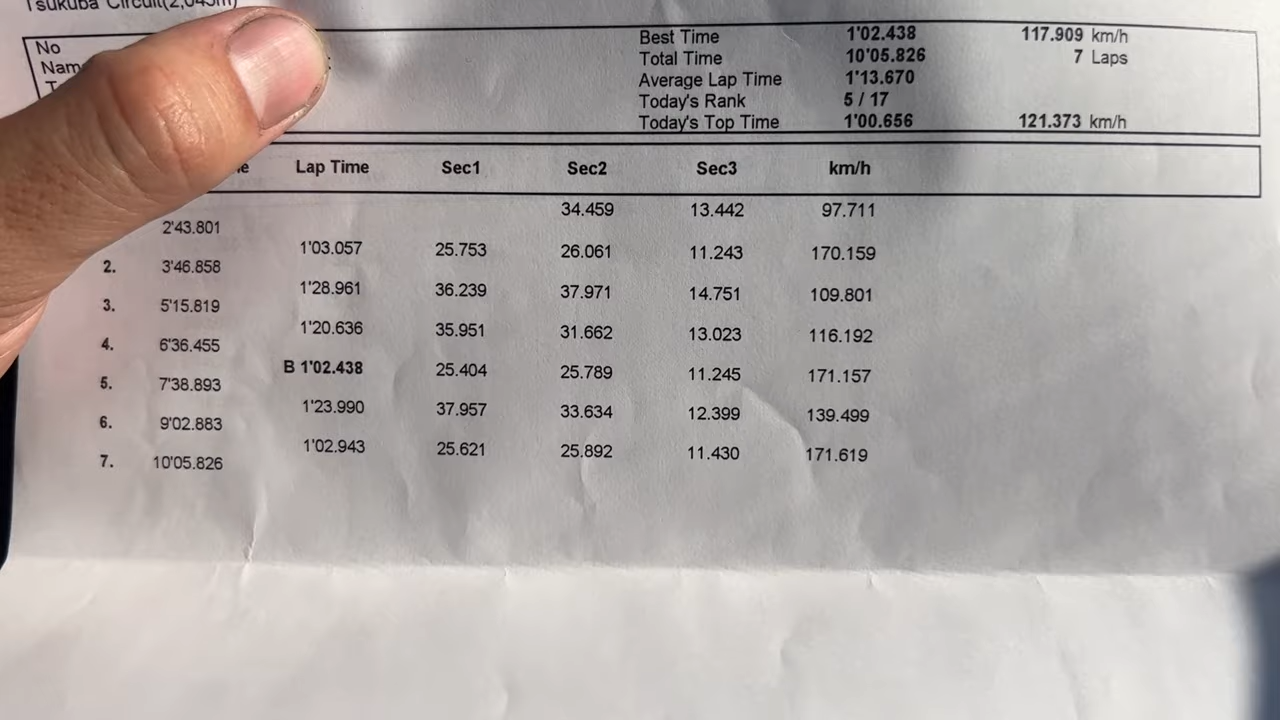 Tsukuba Circuit(2,045m)
No Best Time 1'02.438 117.909 km/h
Total Time 10'05.826 7 Laps
Average Lap Time 1'13.670
Today's Rank 5 / 17
Today's Top Time 1'00.656 121.373 km/h
Lap Time Sec1 Sec2 Sec3 km/h
34.459 13.442 97.711
2'43.801
1'03.057 25.753 26.061 11.243 170.159
2. 3'46.858
1'28.961 36.239 37.971 14.751 109.801
3. 5'15.819
1'20.636 35.951 31.662 13.023 116.192
4. 6'36.455
B 1'02.438 25.404 25.789 11.245 171.157
5. 7'38.893
1'23.990 37.957 33.634 12.399 139.499
6. 9'02.883
1'02.943 25.621 25.892 11.430 171.619
7. 10'05.826